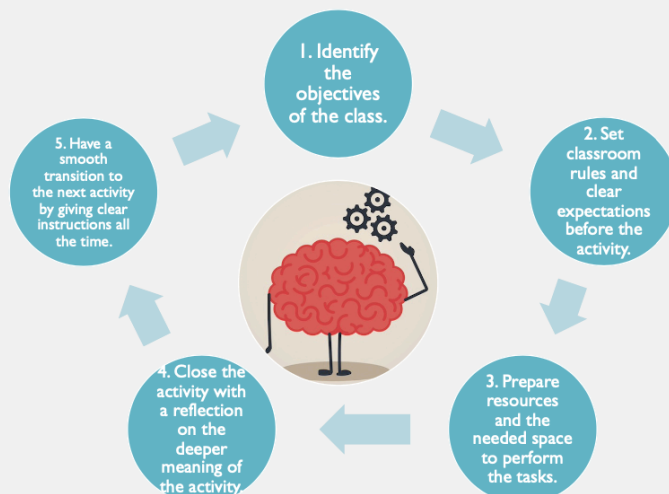 1. Identify
the
objectives
of the class.
2. Set
classroom
rules and
clear
expectations
before the
activity.
3. Prepare
resources
and the
needed space
to perform
the tasks.
4. Close the
activity with
a reflection
on the
deeper
meaning of
the activity.
5. Have a
smooth
transition to
the next activity
by giving clear
instructions all
the time.